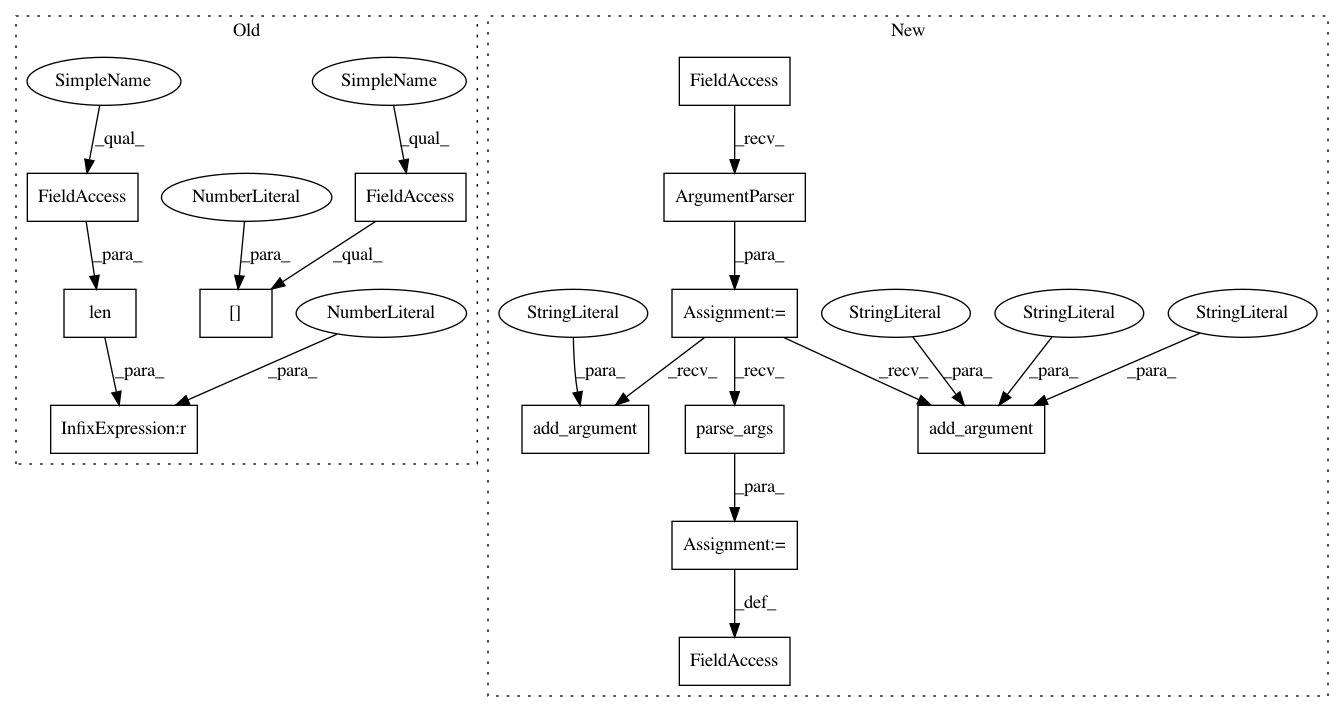 Old
New
SimpleName
SimpleName
FieldAccess
_qual_
_qual_
_recv_
FieldAccess
NumberLiteral
FieldAccess
ArgumentParser
_para_
_para_
_qual_
_para_
len
[]
NumberLiteral
StringLiteral
Assignment:=
StringLiteral
StringLiteral
StringLiteral
_para_
_para_
_para_
_recv_
_recv_
_recv_
_para_
_para_
_para_
InfixExpression:r
add_argument
parse_args
add_argument
_para_
Assignment:=
_def_
FieldAccess